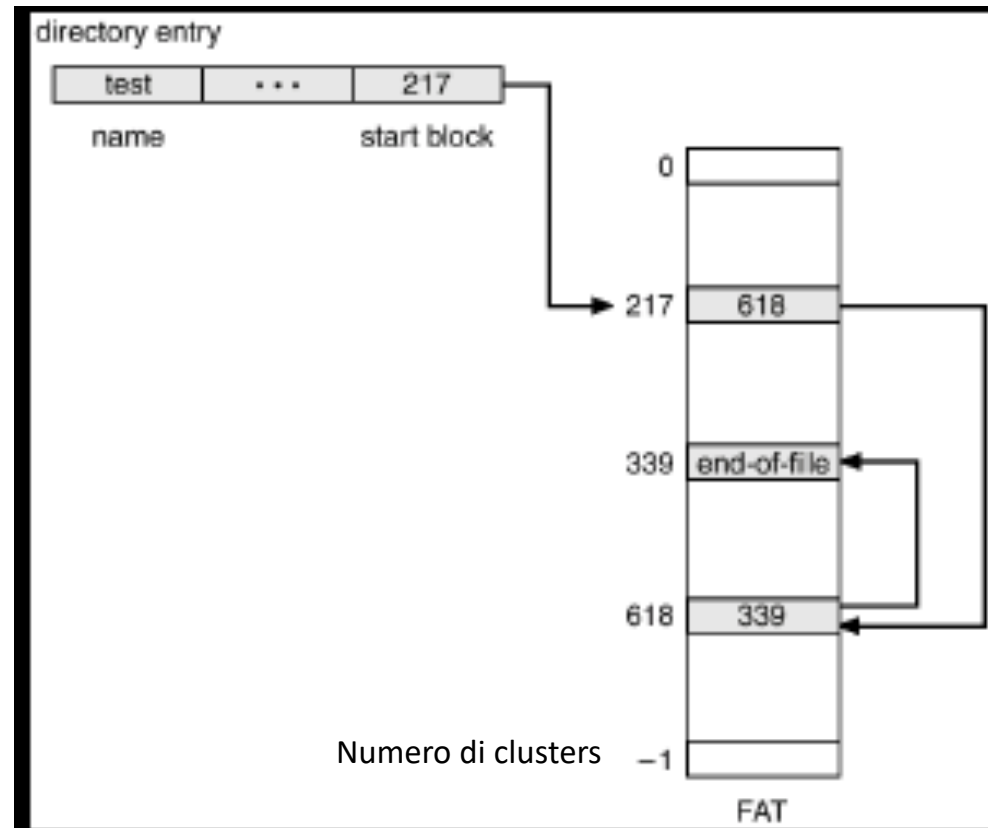 directory entry
test ••• 217
name start block
0
217 618
339 end-of-file
618 339
Numero di clusters –1
FAT